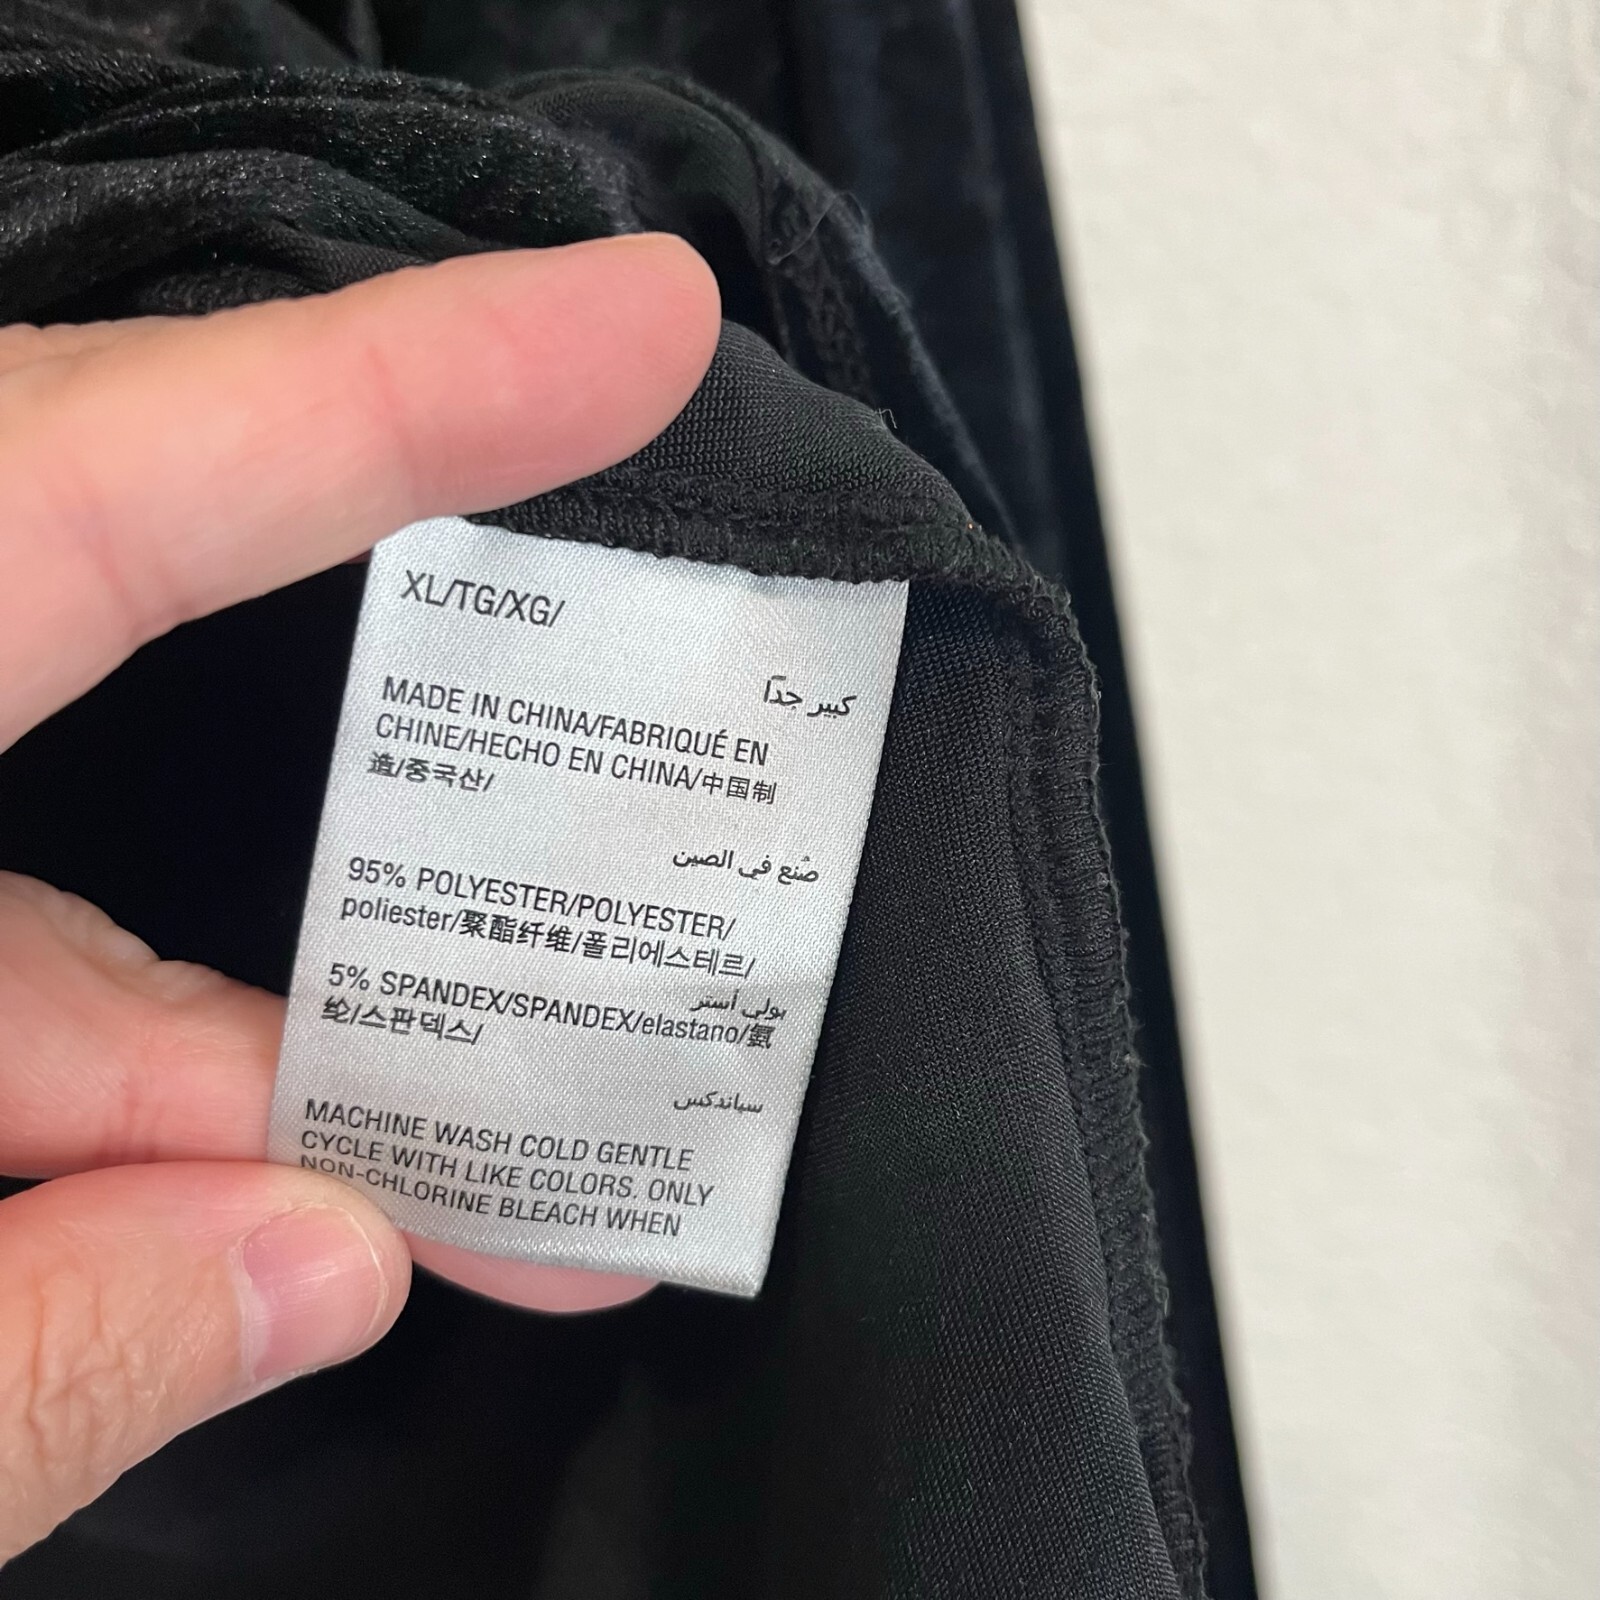 XL/TG/XG/
كبير جدًا
MADE IN CHINA/FABRIQUÉ EN
CHINE/HECHO EN CHINA/中国制
造/중국산/
صُنع في الصين
95% POLYESTER/POLYESTER/
poliester/聚酯纤维/폴리에스테르/
بولي أستر
5% SPANDEX/SPANDEX/elastano/氨
纶/스판덱스/
سباندكس
MACHINE WASH COLD GENTLE
CYCLE WITH LIKE COLORS. ONLY
NON-CHLORINE BLEACH WHEN